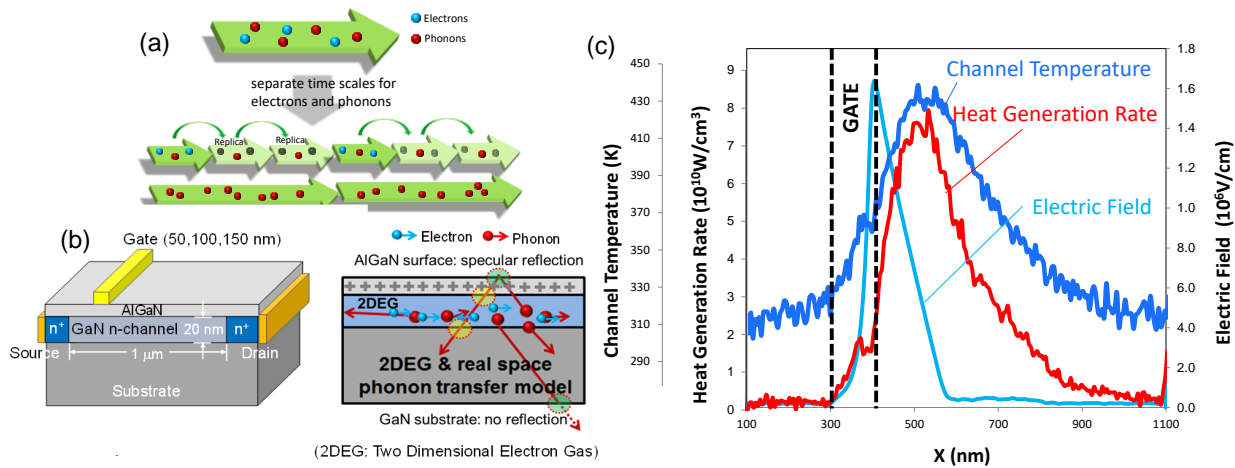 (a)
Electrons
Phonons
separate time scales for
electrons and phonons
Replica
Replica
(b)
Gate (50,100,150 nm)
AlGaN
n⁺
GaN n-channel
20 nm
n⁺
Source
1 μm
Drain
Substrate
Electron
Phonon
AlGaN surface: specular reflection
2DEG
2DEG & real space
phonon transfer model
GaN substrate: no reflection
(2DEG: Two Dimensional Electron Gas)
(c)
Channel Temperature (K)
450
430
410
390
370
350
330
310
290
Heat Generation Rate (10¹⁰W/cm³)
9
8
7
6
5
4
3
2
1
0
GATE
Channel Temperature
Heat Generation Rate
Electric Field
1.8
1.6
1.4
1.2
1.0
8.0
6.0
4.0
2.0
0.0
Electric Field (10⁶V/cm)
100
300
500
700
900
1100
X (nm)